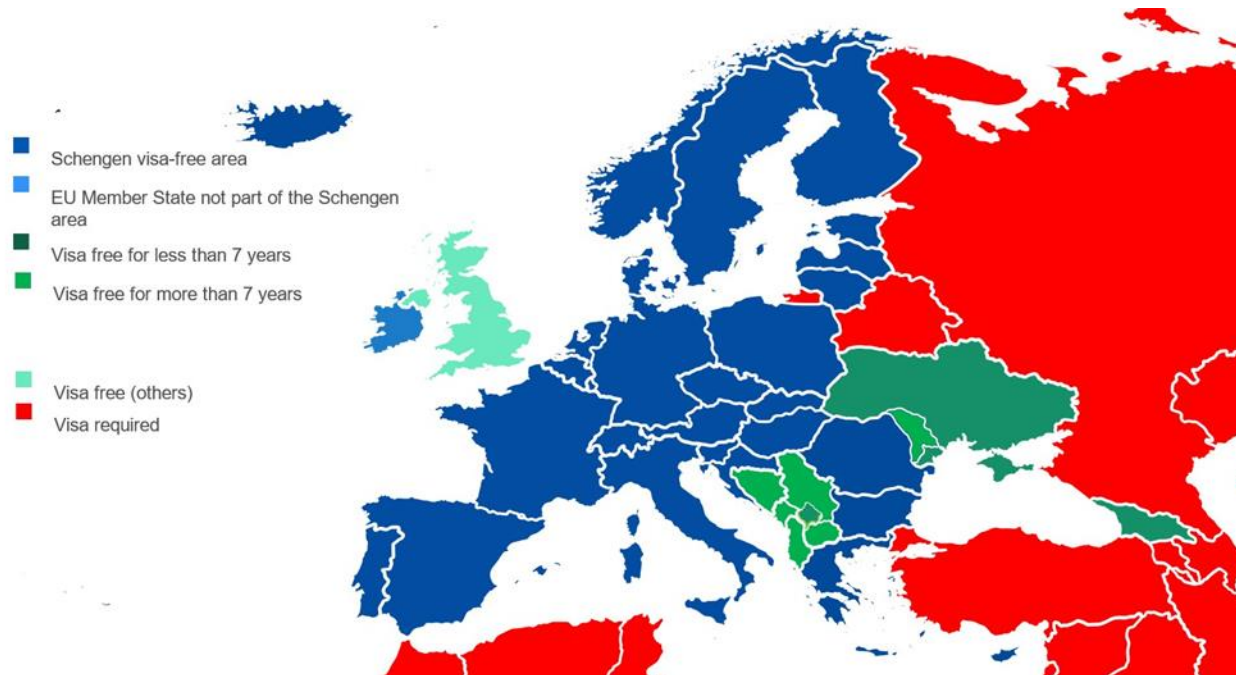 Schengen visa-free area
EU Member State not part of the Schengen
area
Visa free for less than 7 years
Visa free for more than 7 years
Visa free (others)
Visa required